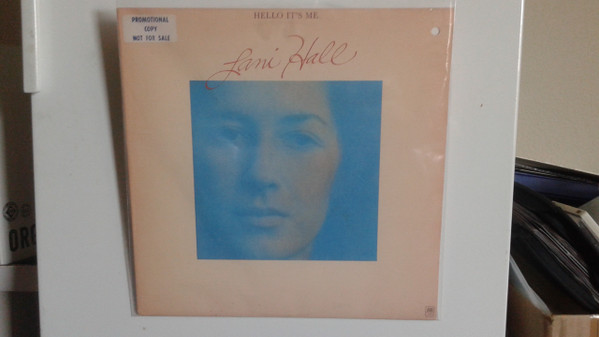 HELLO IT'S ME
PROMOTIONAL
COPY
NOT FOR SALE
Lani Hall